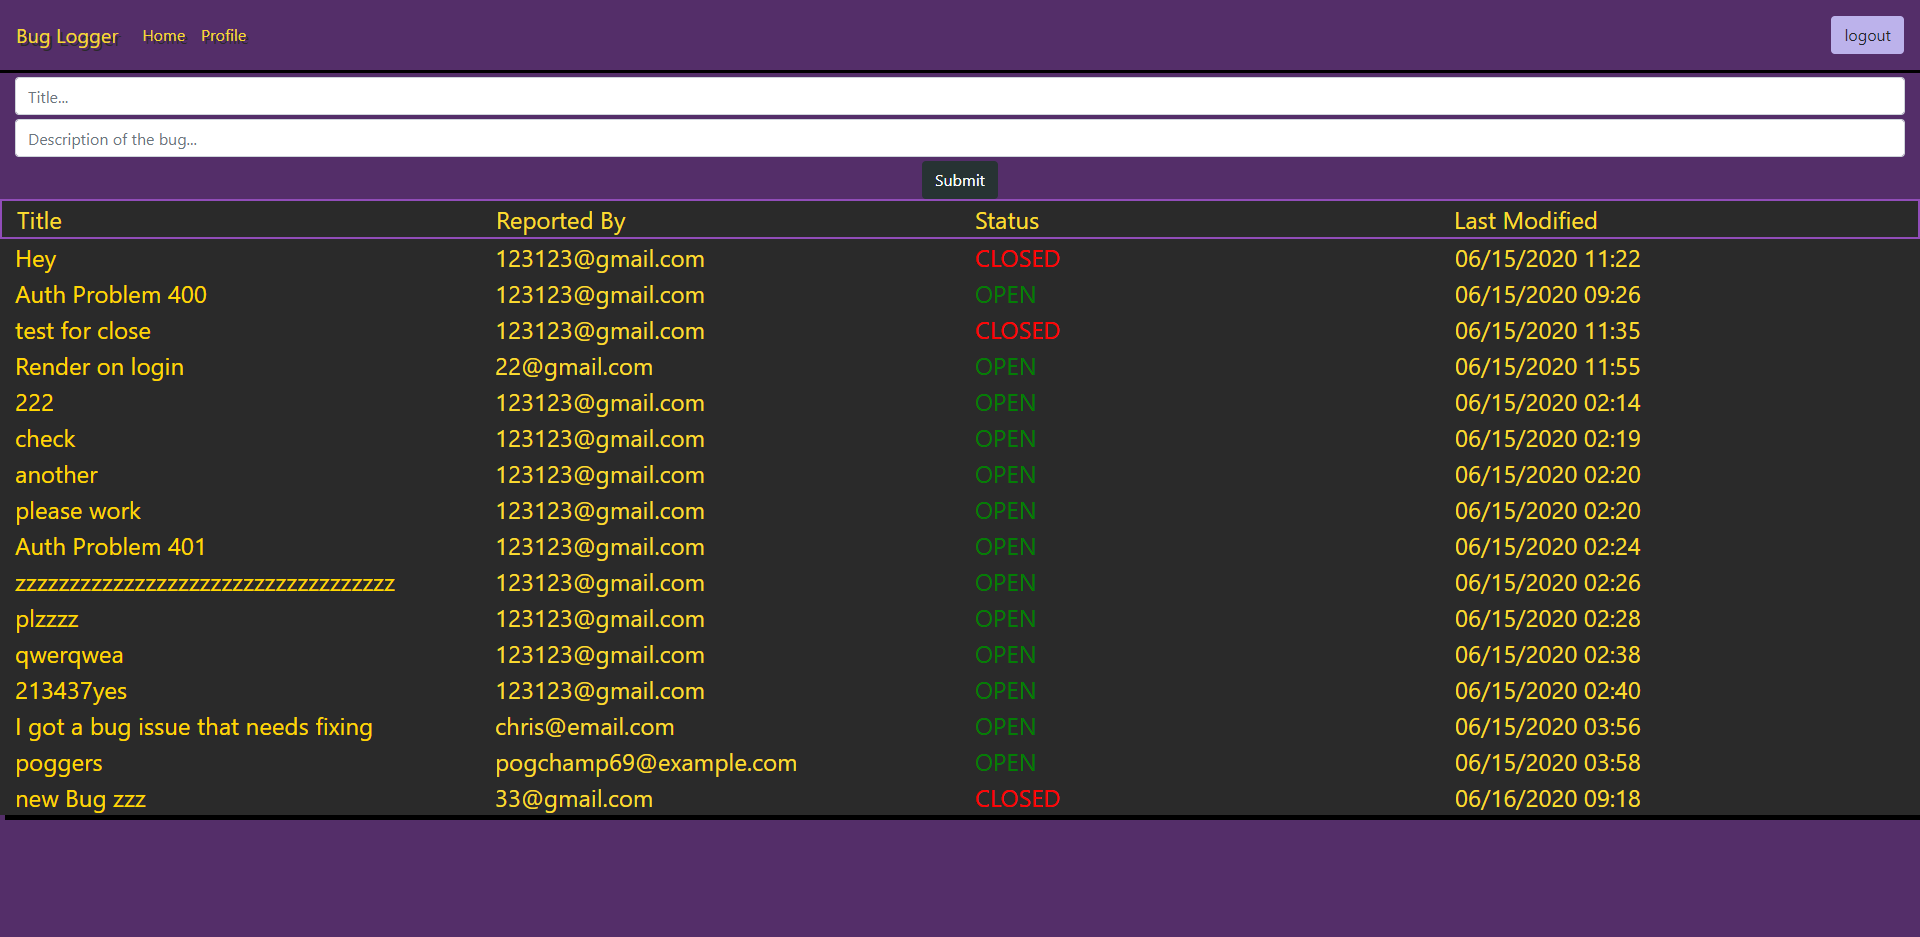 Bug Logger Home Profile logout
Title...
Description of the bug...
Submit
Title Reported By Status Last Modified
Hey 123123@gmail.com CLOSED 06/15/2020 11:22
Auth Problem 400 123123@gmail.com OPEN 06/15/2020 09:26
test for close 123123@gmail.com CLOSED 06/15/2020 11:35
Render on login 22@gmail.com OPEN 06/15/2020 11:55
222 123123@gmail.com OPEN 06/15/2020 02:14
check 123123@gmail.com OPEN 06/15/2020 02:19
another 123123@gmail.com OPEN 06/15/2020 02:20
please work 123123@gmail.com OPEN 06/15/2020 02:20
Auth Problem 401 123123@gmail.com OPEN 06/15/2020 02:24
zzzzzzzzzzzzzzzzzzzzzzzzzzzzzzzzzzz 123123@gmail.com OPEN 06/15/2020 02:26
plzzzz 123123@gmail.com OPEN 06/15/2020 02:28
qwerqwea 123123@gmail.com OPEN 06/15/2020 02:38
213437yes 123123@gmail.com OPEN 06/15/2020 02:40
I got a bug issue that needs fixing chris@email.com OPEN 06/15/2020 03:56
poggers pogchamp69@example.com OPEN 06/15/2020 03:58
new Bug zzz 33@gmail.com CLOSED 06/16/2020 09:18